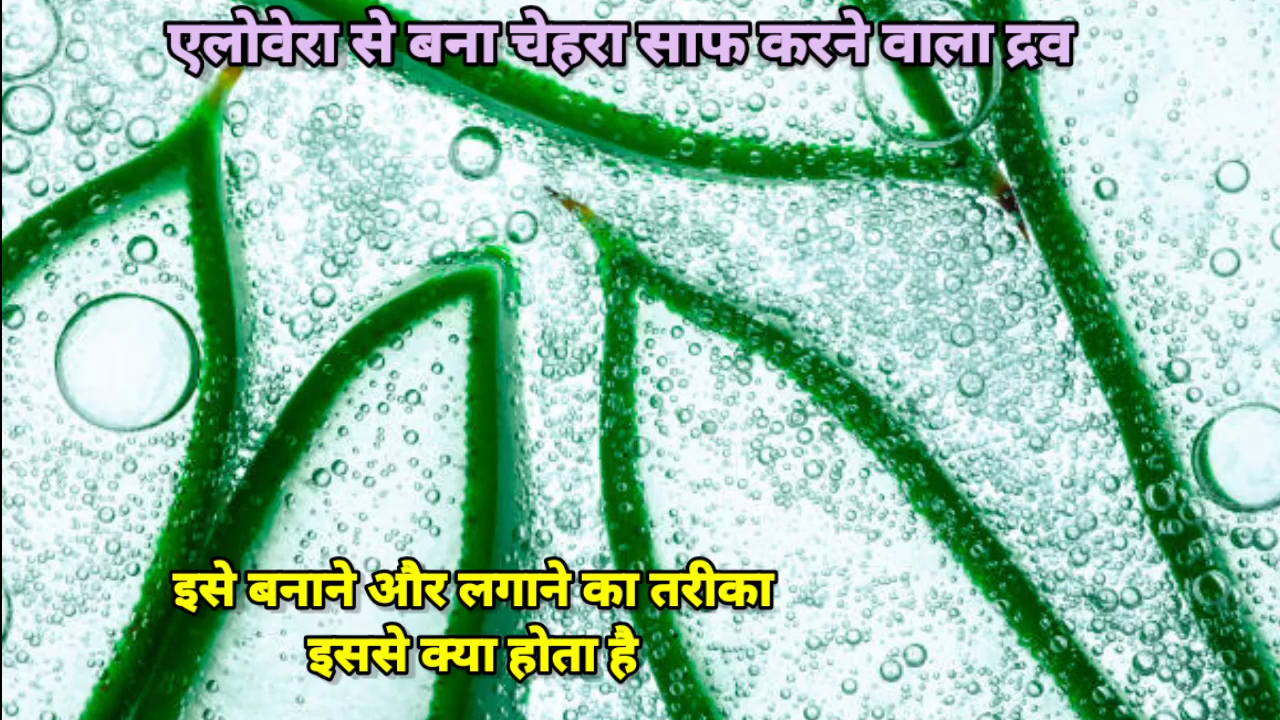 एलोवेरा से बना चेहरा साफ करने वाला द्रव
इसे बनाने और लगाने का तरीका
इससे क्या होता है